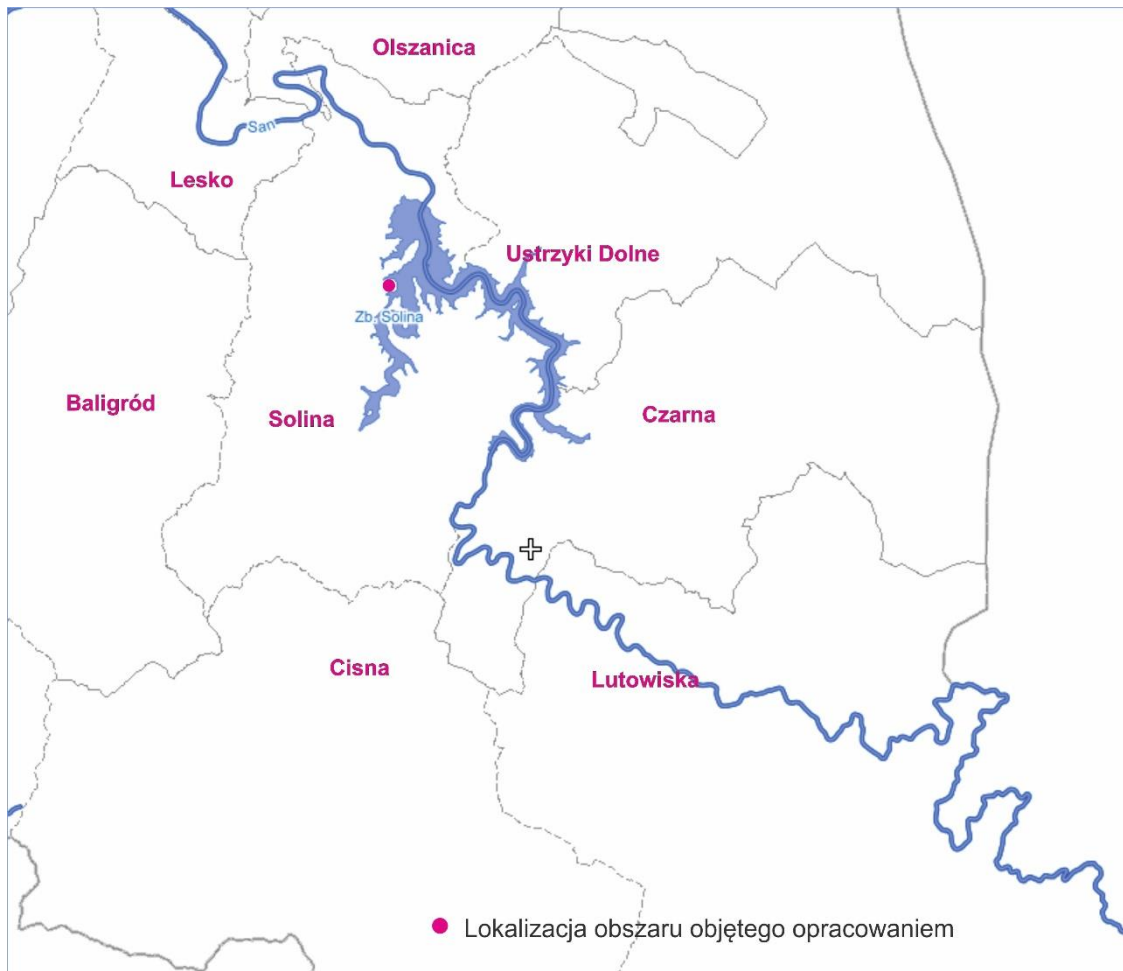 Olszanica
San
Lesko
Ustrzyki Dolne
Zb. Solina
Baligród
Solina
Czarna
Cisna
Lutowiska
Lokalizacja obszaru objętego opracowaniem